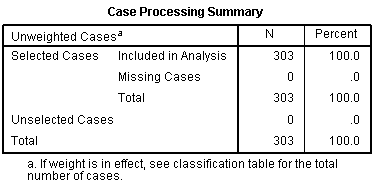 Case Processing Summary
Unweighted Cases a N Percent
Selected Cases Included in Analysis 303 100.0
Missing Cases 0 .0
Total 303 100.0
Unselected Cases 0 .0
Total 303 100.0
a. If weight is in effect, see classification table for the total
number of cases.